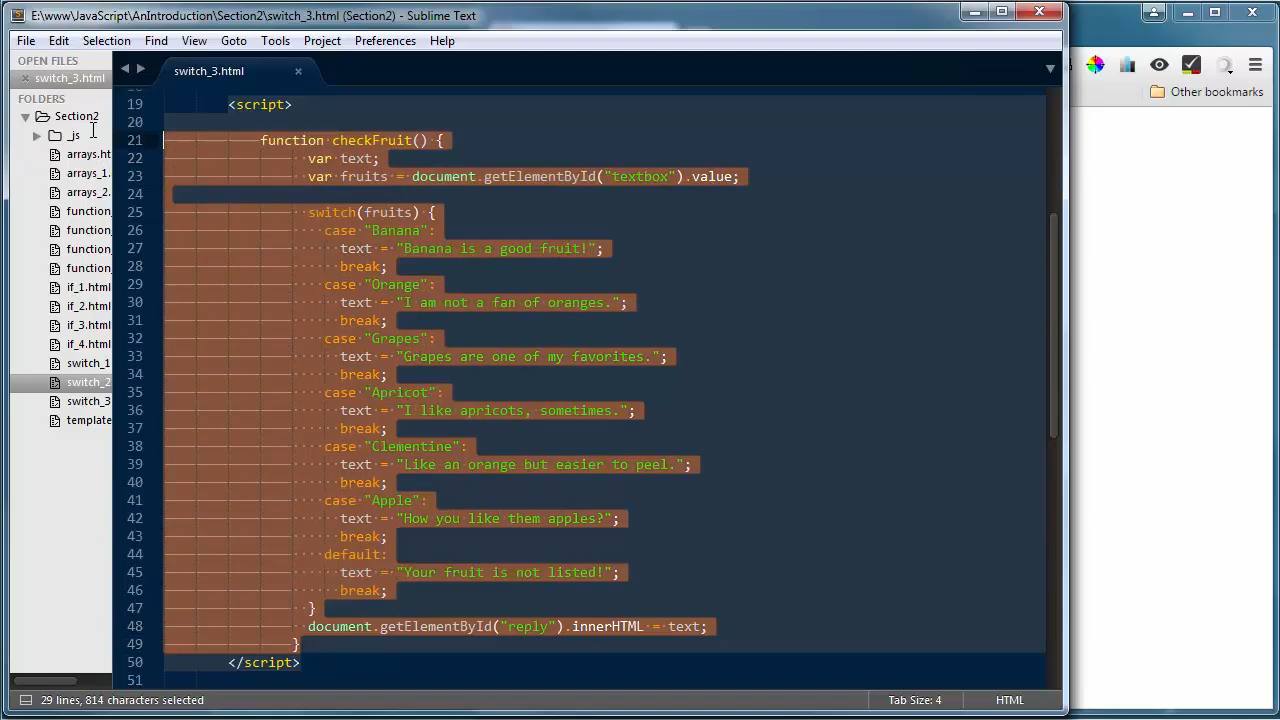 E:\www\JavaScript\AnIntroduction\Section2\switch_3.html (Section2) - Sublime Text
File Edit Selection Find View Goto Tools Project Preferences Help
OPEN FILES
switch_3.html
FOLDERS
Section2
_js
arrays.ht
arrays_1.
arrays_2.
function_
function_
function_
function_
if_1.html
if_2.html
if_3.html
if_4.html
switch_1
switch_2
switch_3
template
switch_3.html
Other bookmarks
19 <script>
20
21 function checkFruit() {
22 var text;
23 var fruits = document.getElementById("textbox").value;
24
25 switch(fruits) {
26 case "Banana":
27 text = "Banana is a good fruit!";
28 break;
29 case "Orange":
30 text = "I am not a fan of oranges.";
31 break;
32 case "Grapes":
33 text = "Grapes are one of my favorites.";
34 break;
35 case "Apricot":
36 text = "I like apricots, sometimes.";
37 break;
38 case "Clementine":
39 text = "Like an orange but easier to peel.";
40 break;
41 case "Apple":
42 text = "How you like them apples?";
43 break;
44 default:
45 text = "Your fruit is not listed!";
46 break;
47 }
48 document.getElementById("reply").innerHTML = text;
49 }
50 </script>
51
29 lines, 814 characters selected
Tab Size: 4
HTML